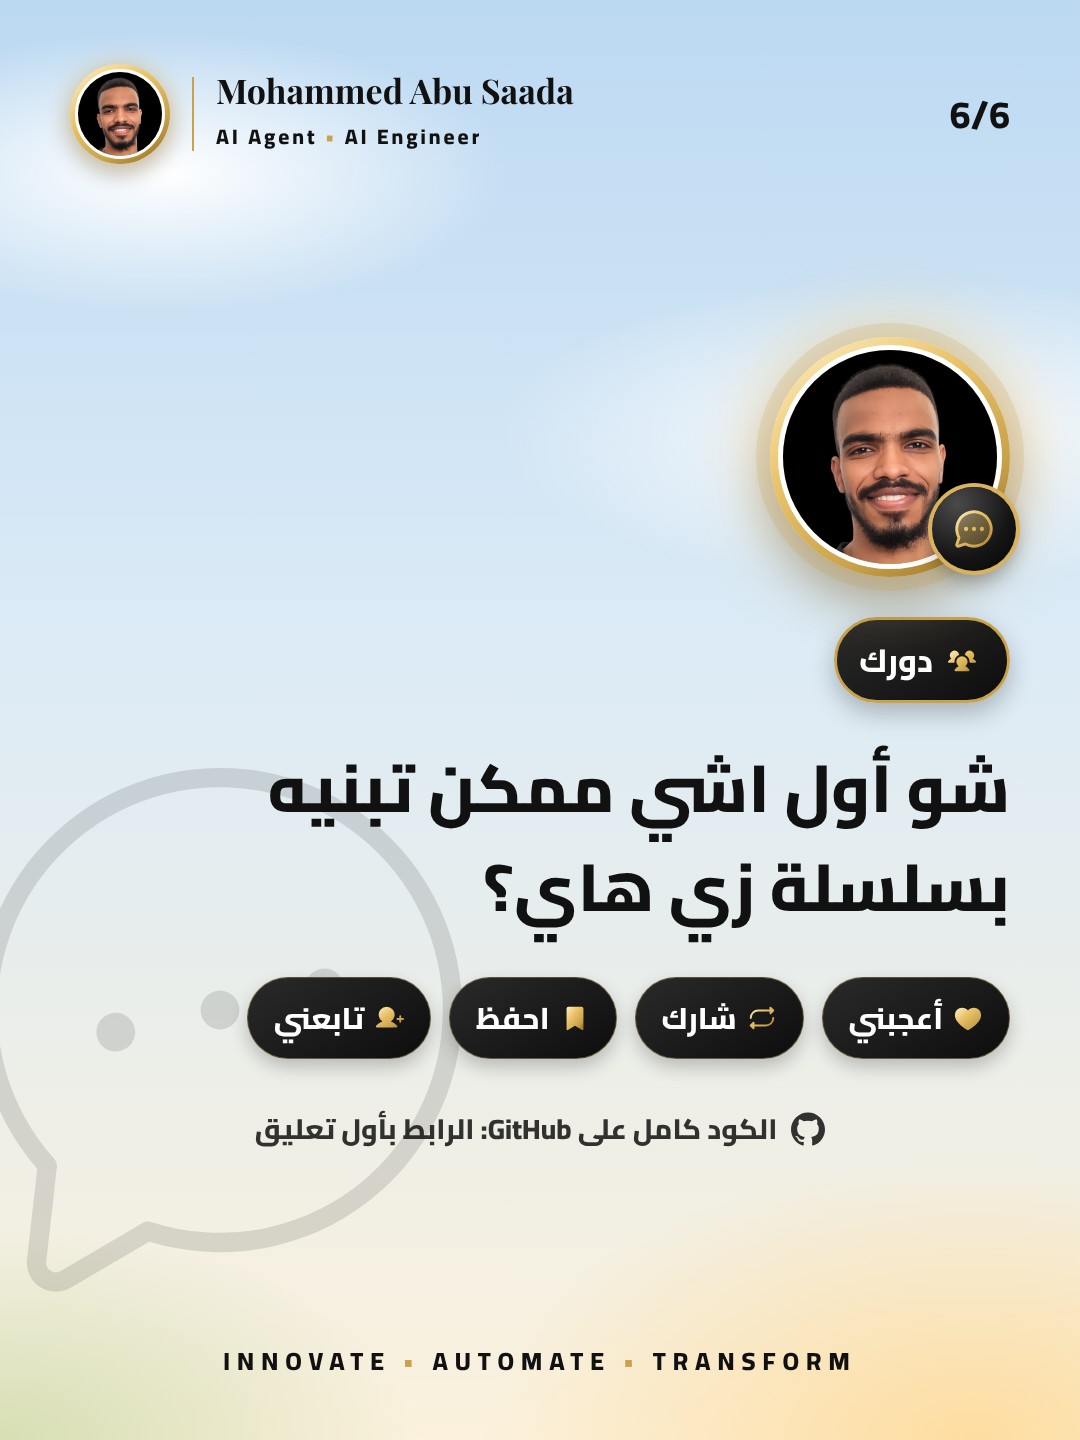 Mohammed Abu Saada
AI Agent ▪ AI Engineer
6/6
دورك
شو أول اشي ممكن تبنيه
بسلسلة زي هاي؟
أعجبني
شارك
احفظ
تابعني
الكود كامل على GitHub: الرابط بأول تعليق
INNOVATE ▪ AUTOMATE ▪ TRANSFORM